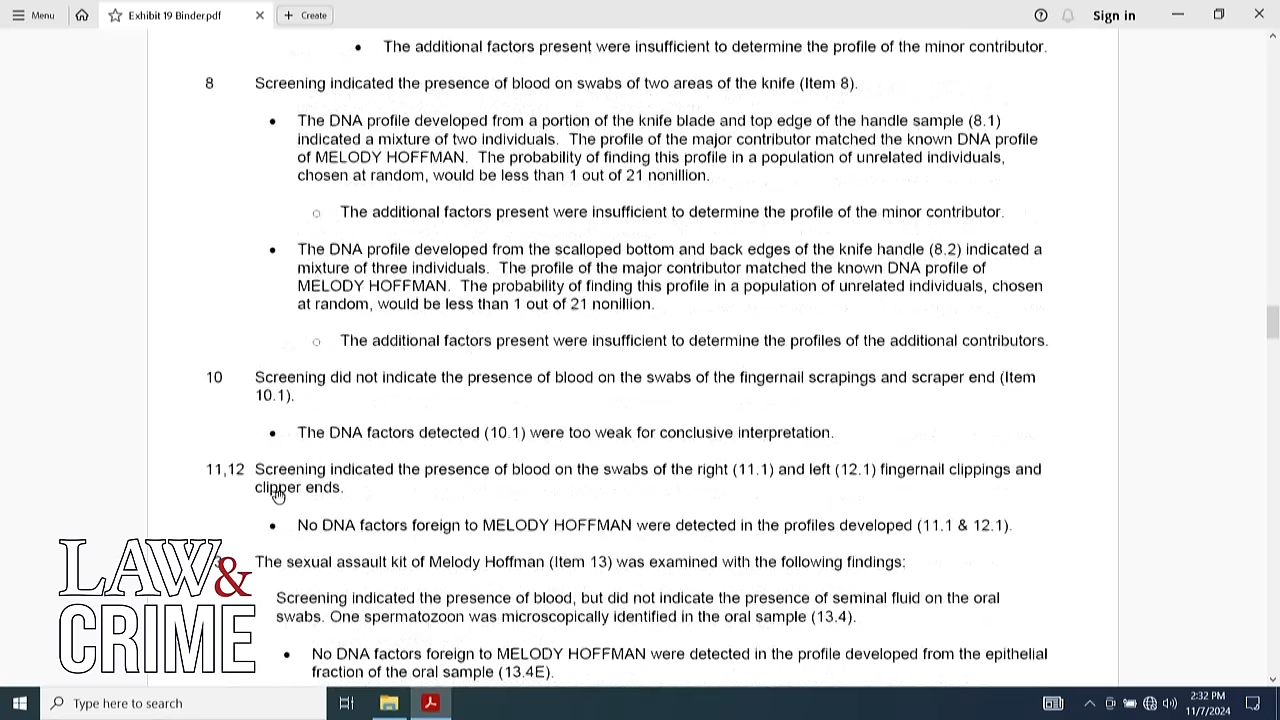 Menu
Exhibit 19 Binder.pdf
+ Create
Sign in
• The additional factors present were insufficient to determine the profile of the minor contributor.
8 Screening indicated the presence of blood on swabs of two areas of the knife (Item 8).
• The DNA profile developed from a portion of the knife blade and top edge of the handle sample (8.1)
indicated a mixture of two individuals. The profile of the major contributor matched the known DNA profile
of MELODY HOFFMAN. The probability of finding this profile in a population of unrelated individuals,
chosen at random, would be less than 1 out of 21 nonillion.
○ The additional factors present were insufficient to determine the profile of the minor contributor.
• The DNA profile developed from the scalloped bottom and back edges of the knife handle (8.2) indicated a
mixture of three individuals. The profile of the major contributor matched the known DNA profile of
MELODY HOFFMAN. The probability of finding this profile in a population of unrelated individuals, chosen
at random, would be less than 1 out of 21 nonillion.
○ The additional factors present were insufficient to determine the profiles of the additional contributors.
10 Screening did not indicate the presence of blood on the swabs of the fingernail scrapings and scraper end (Item
10.1).
• The DNA factors detected (10.1) were too weak for conclusive interpretation.
11,12 Screening indicated the presence of blood on the swabs of the right (11.1) and left (12.1) fingernail clippings and
clipper ends.
• No DNA factors foreign to MELODY HOFFMAN were detected in the profiles developed (11.1 & 12.1).
The sexual assault kit of Melody Hoffman (Item 13) was examined with the following findings:
Screening indicated the presence of blood, but did not indicate the presence of seminal fluid on the oral
swabs. One spermatozoon was microscopically identified in the oral sample (13.4).
• No DNA factors foreign to MELODY HOFFMAN were detected in the profile developed from the epithelial
fraction of the oral sample (13.4E).
LAW&
CRIME
Type here to search
2:32 PM
11/7/2024